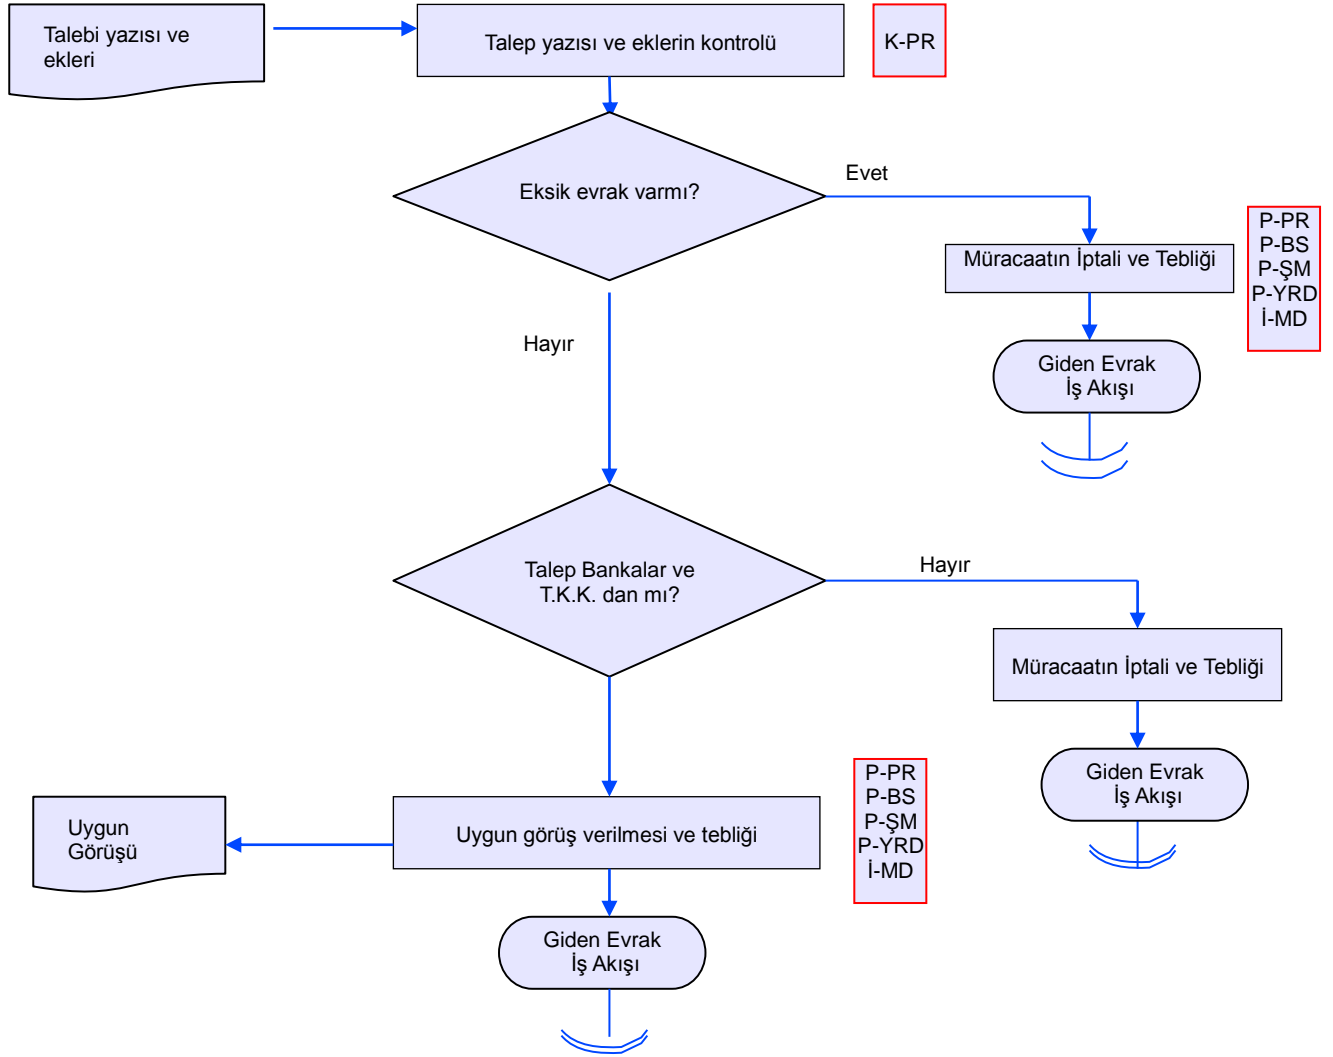 Talebi yazısı ve
ekleri
Talep yazısı ve eklerin kontrolü
K-PR
Eksik evrak varmı?
Evet
P-PR
P-BS
P-ŞM
P-YRD
İ-MD
Müracaatın İptali ve Tebliği
Hayır
Giden Evrak
İş Akışı
Talep Bankalar ve
T.K.K. dan mı?
Hayır
Müracaatın İptali ve Tebliği
Giden Evrak
İş Akışı
P-PR
P-BS
P-ŞM
P-YRD
İ-MD
Uygun görüş verilmesi ve tebliği
Uygun
Görüşü
Giden Evrak
İş Akışı